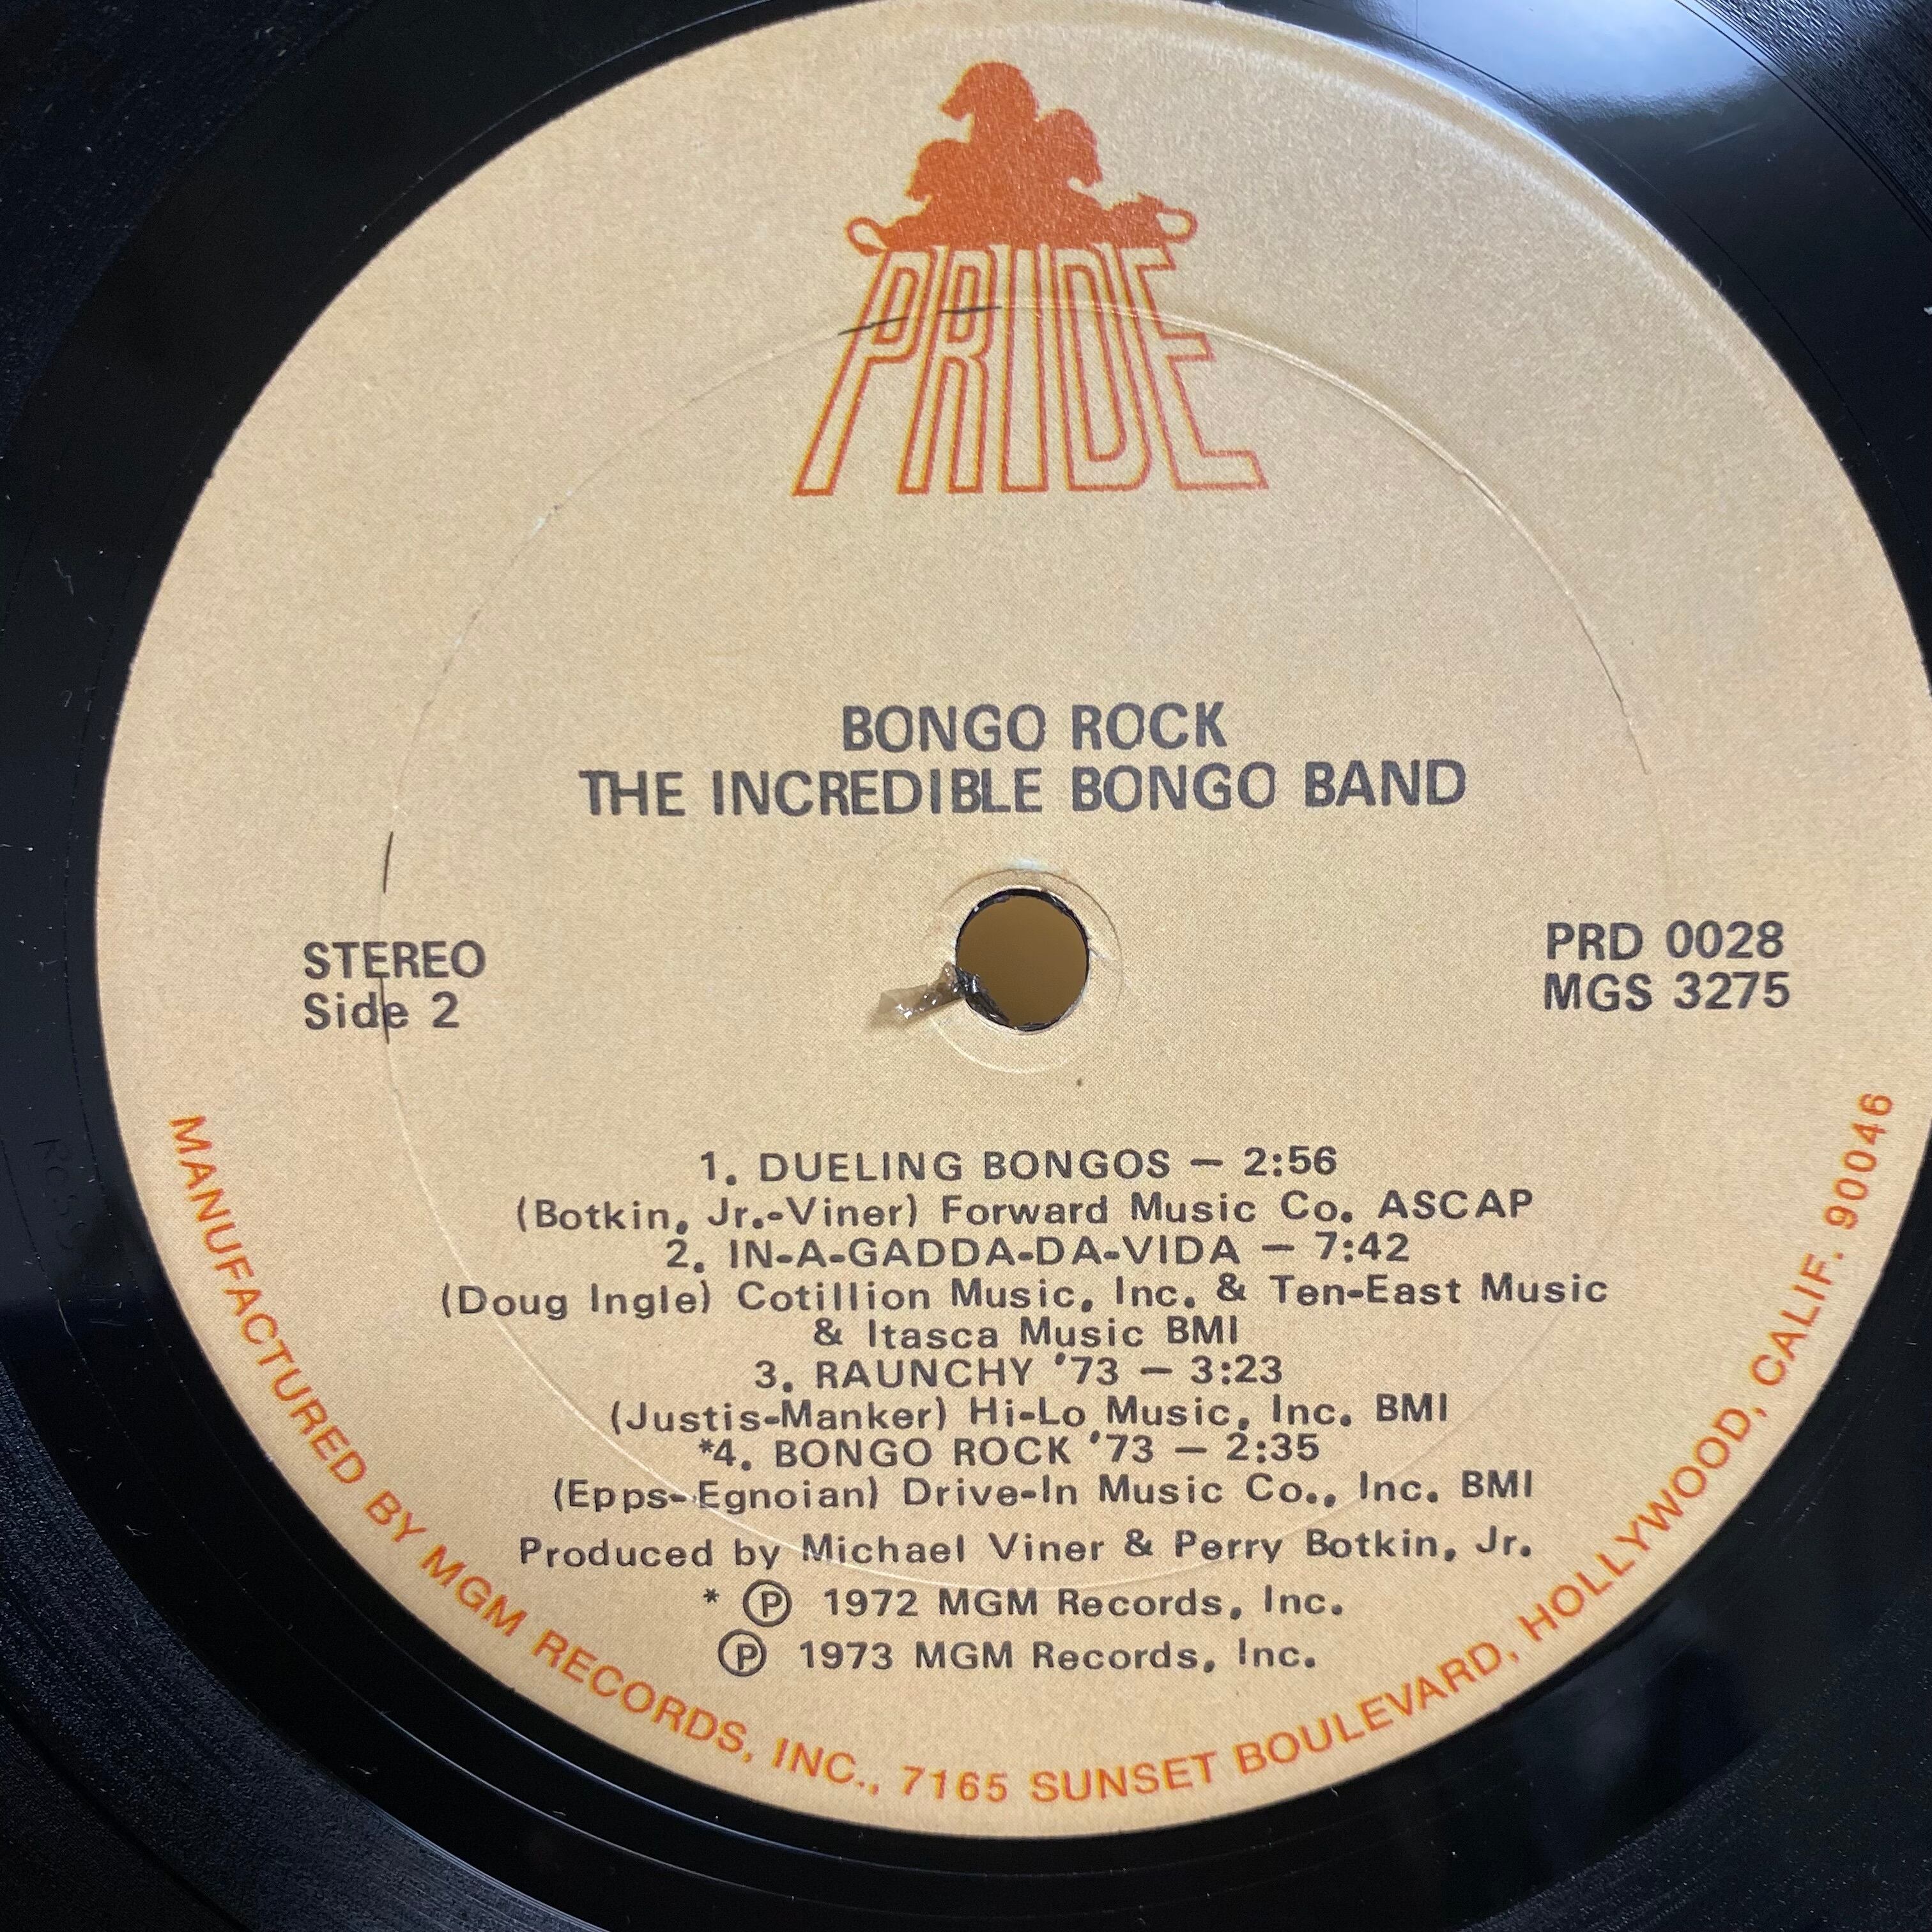 PRIDE
BONGO ROCK
THE INCREDIBLE BONGO BAND
STEREO
Side 2
PRD 0028
MGS 3275
1. DUELING BONGOS — 2:56
(Botkin, Jr.-Viner) Forward Music Co. ASCAP
2. IN-A-GADDA-DA-VIDA — 7:42
(Doug Ingle) Cotillion Music, Inc. & Ten-East Music
& Itasca Music BMI
3. RAUNCHY '73 — 3:23
(Justis-Manker) Hi-Lo Music, Inc. BMI
*4. BONGO ROCK '73 — 2:35
(Epps-Egnoian) Drive-In Music Co., Inc. BMI
Produced by Michael Viner & Perry Botkin, Jr.
* Ⓟ 1972 MGM Records, Inc.
Ⓟ 1973 MGM Records, Inc.
MANUFACTURED BY MGM RECORDS, INC., 7165 SUNSET BOULEVARD, HOLLYWOOD, CALIF. 90046